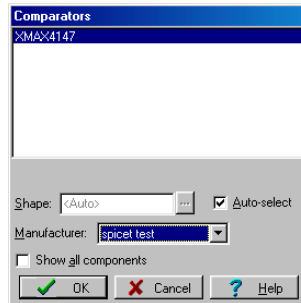 Comparators
XMAX4147
Shape: <Auto> ... Auto-select
Manufacturer: spicet test
Show all components
OK Cancel ? Help